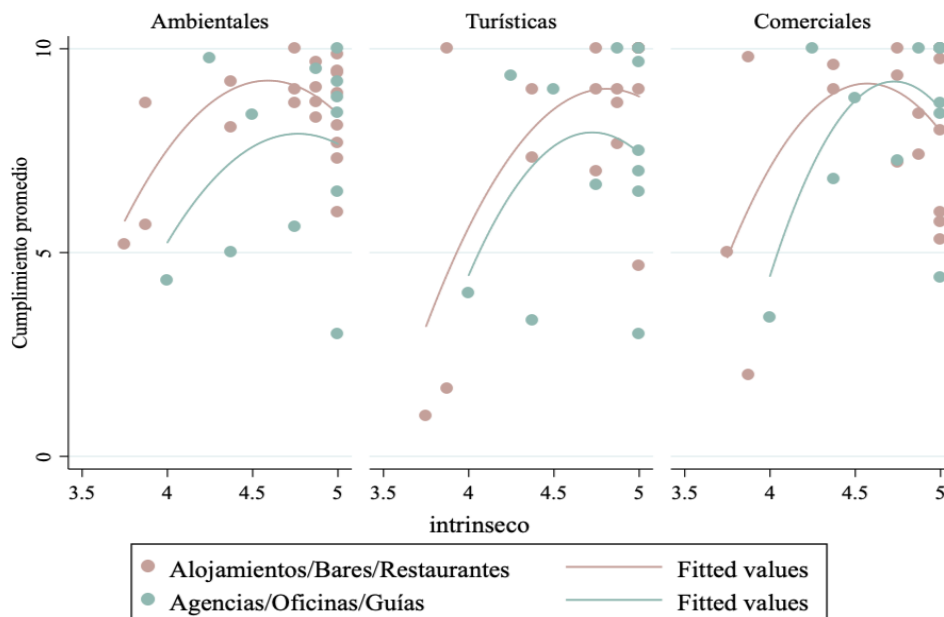 Ambientales Turísticas Comerciales
Cumplimiento promedio
10
5
0
3.5 4 4.5 5 3.5 4 4.5 5 3.5 4 4.5 5
intrinseco
Alojamientos/Bares/Restaurantes Fitted values
Agencias/Oficinas/Guías Fitted values